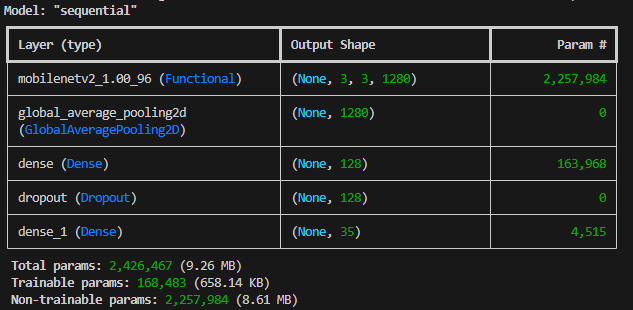 Model: "sequential"
Layer (type) Output Shape Param #
mobilenetv2_1.00_96 (Functional) (None, 3, 3, 1280) 2,257,984
global_average_pooling2d (None, 1280) 0
(GlobalAveragePooling2D)
dense (Dense) (None, 128) 163,968
dropout (Dropout) (None, 128) 0
dense_1 (Dense) (None, 35) 4,515
Total params: 2,426,467 (9.26 MB)
Trainable params: 168,483 (658.14 KB)
Non-trainable params: 2,257,984 (8.61 MB)